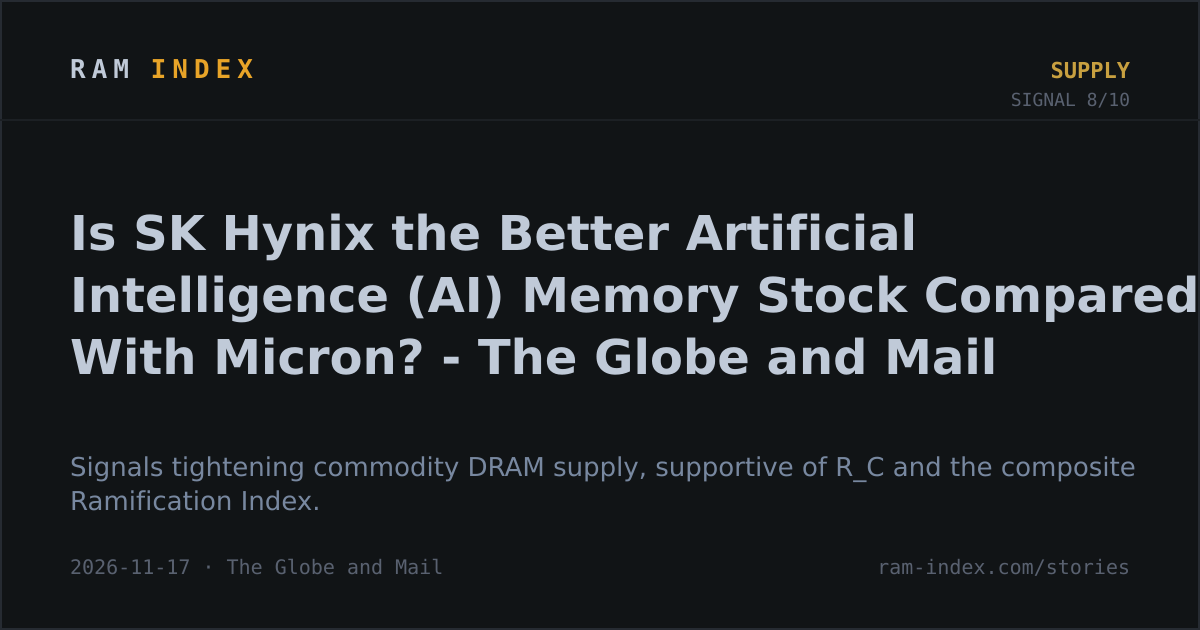 RAM INDEX
SUPPLY
SIGNAL 8/10
Is SK Hynix the Better Artificial
Intelligence (AI) Memory Stock Compared
With Micron? - The Globe and Mail
Signals tightening commodity DRAM supply, supportive of R_C and the composite
Ramification Index.
2026-11-17 · The Globe and Mail
ram-index.com/stories